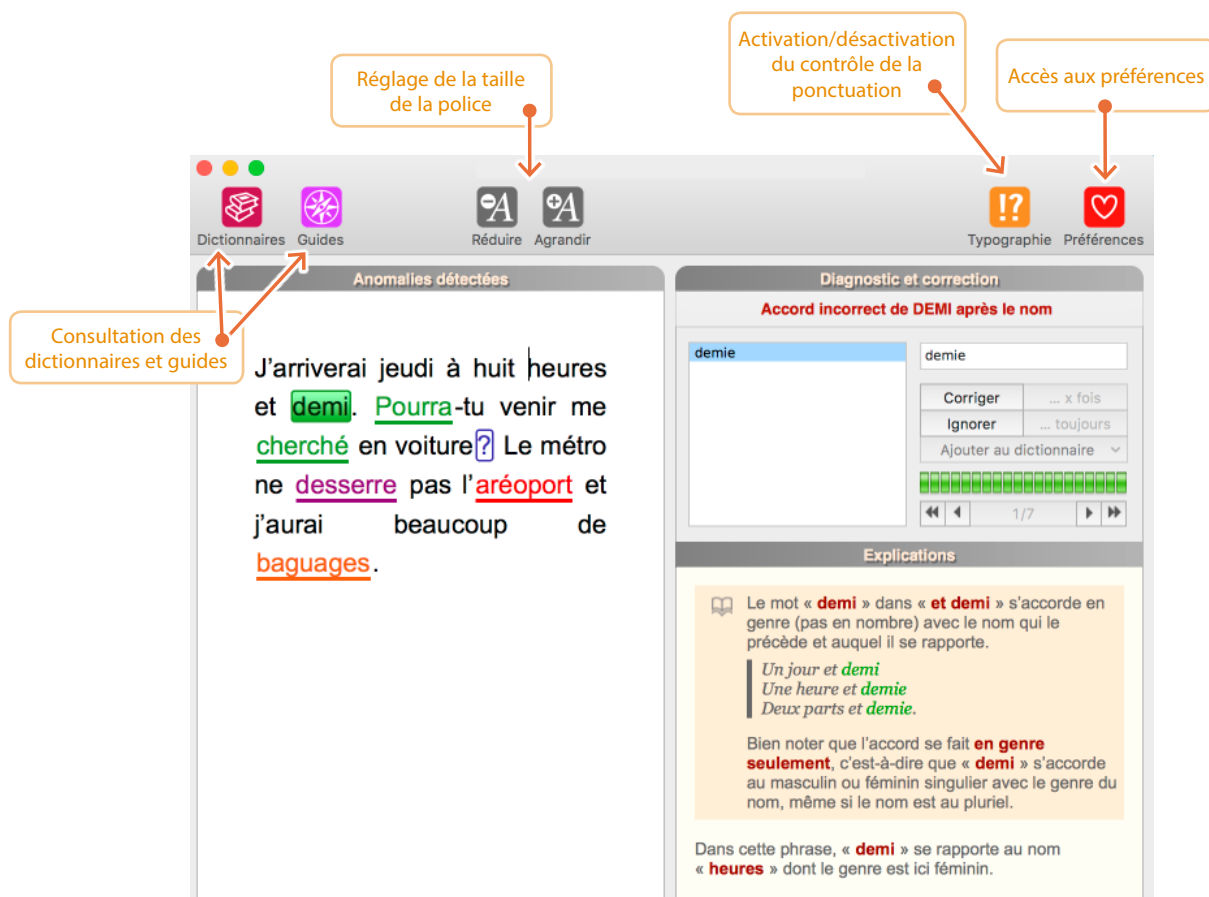 Activation/désactivation
du contrôle de la
ponctuation
Réglage de la taille
de la police
Accès aux préférences
Dictionnaires Guides
Réduire Agrandir
Typographie Préférences
Consultation des
dictionnaires et guides
Anomalies détectées
J’arriverai jeudi à huit heures
et demi. Pourra-tu venir me
cherché en voiture? Le métro
ne desserre pas l’aréoport et
j’aurai beaucoup de
baguages.
Diagnostic et correction
Accord incorrect de DEMI après le nom
demie
demie
Corriger ... x fois
Ignorer ... toujours
Ajouter au dictionnaire
1/7
Explications
Le mot « demi » dans « et demi » s’accorde en
genre (pas en nombre) avec le nom qui le
précède et auquel il se rapporte.
Un jour et demi
Une heure et demie
Deux parts et demie.
Bien noter que l’accord se fait en genre
seulement, c’est-à-dire que « demi » s’accorde
au masculin ou féminin singulier avec le genre du
nom, même si le nom est au pluriel.
Dans cette phrase, « demi » se rapporte au nom
« heures » dont le genre est ici féminin.